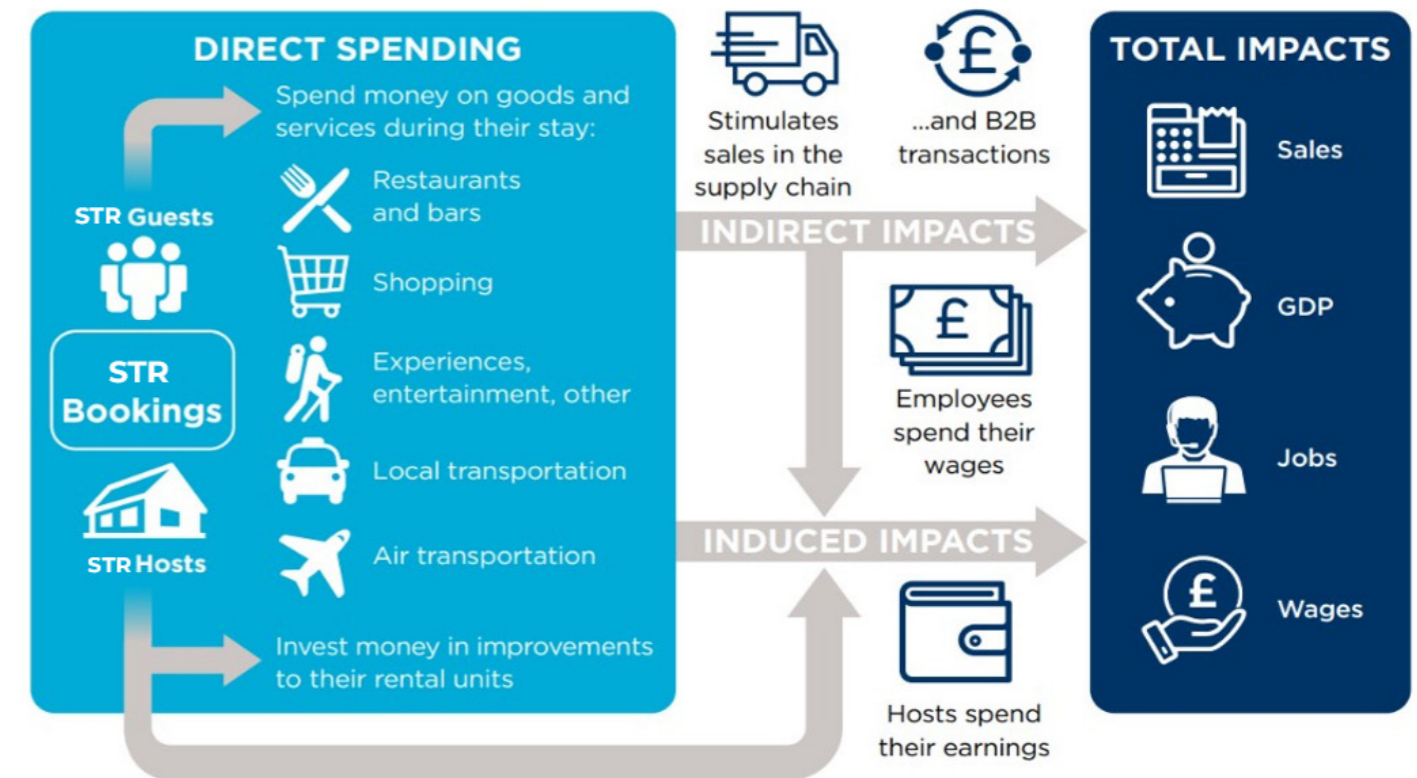 DIRECT SPENDING
Spend money on goods and
services during their stay:
STR Guests
Restaurants
and bars
Shopping
STR
Bookings
Experiences,
entertainment, other
Local transportation
STR Hosts
Air transportation
Invest money in improvements
to their rental units
Stimulates
sales in the
supply chain
...and B2B
transactions
£
INDIRECT IMPACTS
£
Employees
spend their
wages
INDUCED IMPACTS
Hosts spend
their earnings
TOTAL IMPACTS
Sales
GDP
Jobs
£
Wages